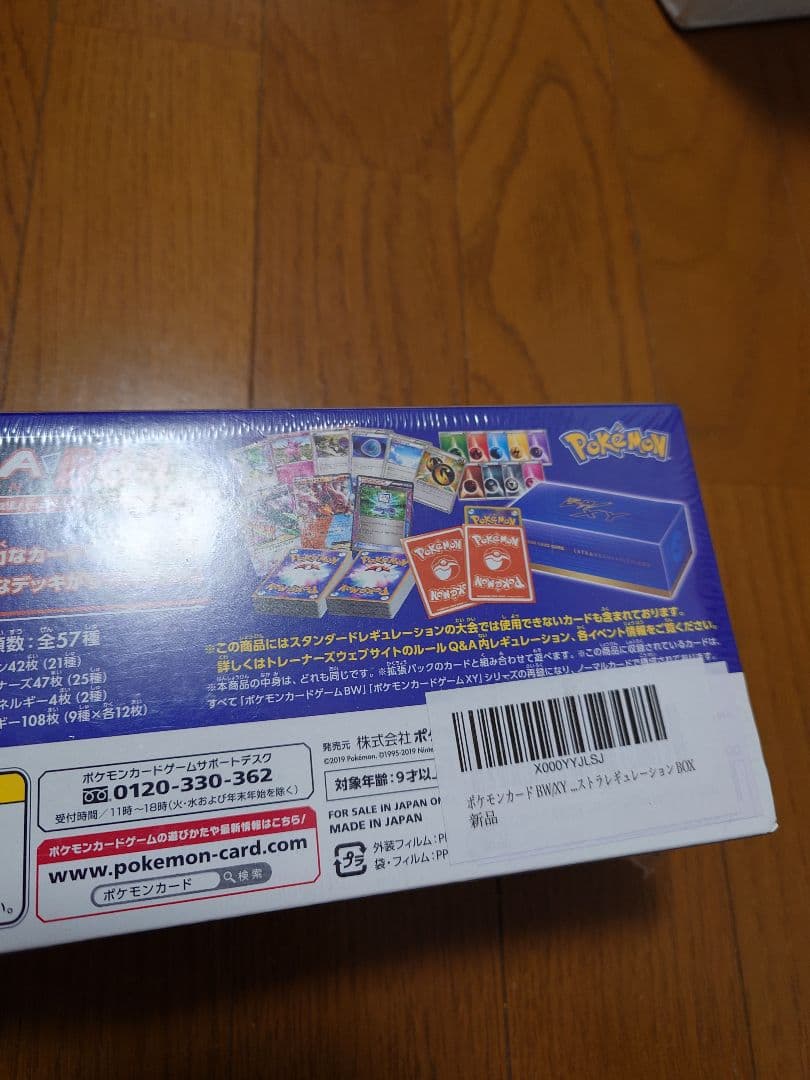 POKéMON
BW XY
なカード
なデッキが
類数:全57種
ン42枚(21種)
ナーズ47枚(25種)
ネルギー4枚(2種)
ギー108枚(9種×各12枚)
※この商品にはスタンダードレギュレーションの大会では使用できないカードも含まれております。
詳しくはトレーナーズウェブサイトのルールQ&A内レギュレーション、各イベント情報をご覧ください。
※本商品の中身は、どれも同じです。※拡張パックのカードと組み合わせて遊べます。※この商品に収録されているカードは、
すべて「ポケモンカードゲームBW」「ポケモンカードゲームXY」シリーズの再録になり、ノーマルカードで
ポケモンカードゲームサポートデスク
0120-330-362
受付時間/11時~18時(火・水および年末年始を除く)
ポケモンカードゲームの遊びかたや最新情報はこちら!
www.pokemon-card.com
ポケモンカード 検索
い。
発売元 株式会社 ポケ
©2019 Pokémon. ©1995-2019 Ninten
対象年齢:9才以上
FOR SALE IN JAPAN ON
MADE IN JAPAN
プラ
外装フィルム:P
袋・フィルム:PP
X000YYJLSJ
ポケモンカード BW/XY ...ストラレギュレーション BOX
新品